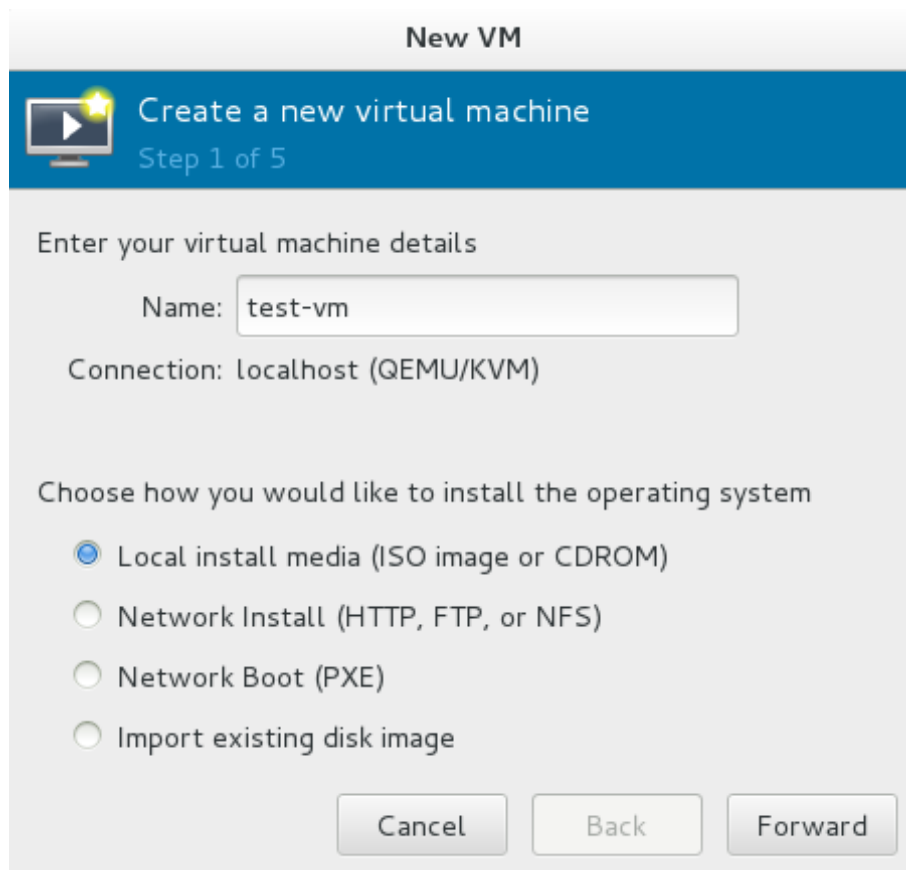 New VM
Create a new virtual machine
Step 1 of 5
Enter your virtual machine details
Name: test-vm
Connection: localhost (QEMU/KVM)
Choose how you would like to install the operating system
Local install media (ISO image or CDROM)
Network Install (HTTP, FTP, or NFS)
Network Boot (PXE)
Import existing disk image
Cancel Back Forward